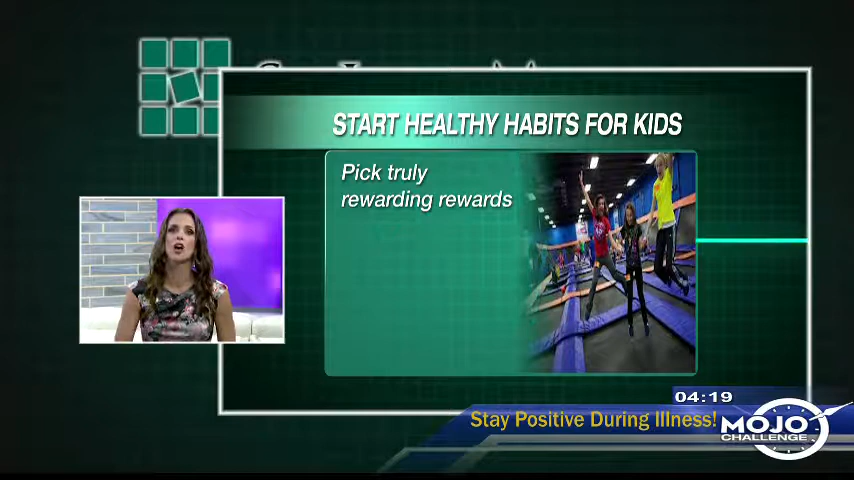 START HEALTHY HABITS FOR KIDS
Pick truly
rewarding rewards
04:19
Stay Positive During Illness!
MOJO
CHALLENGE